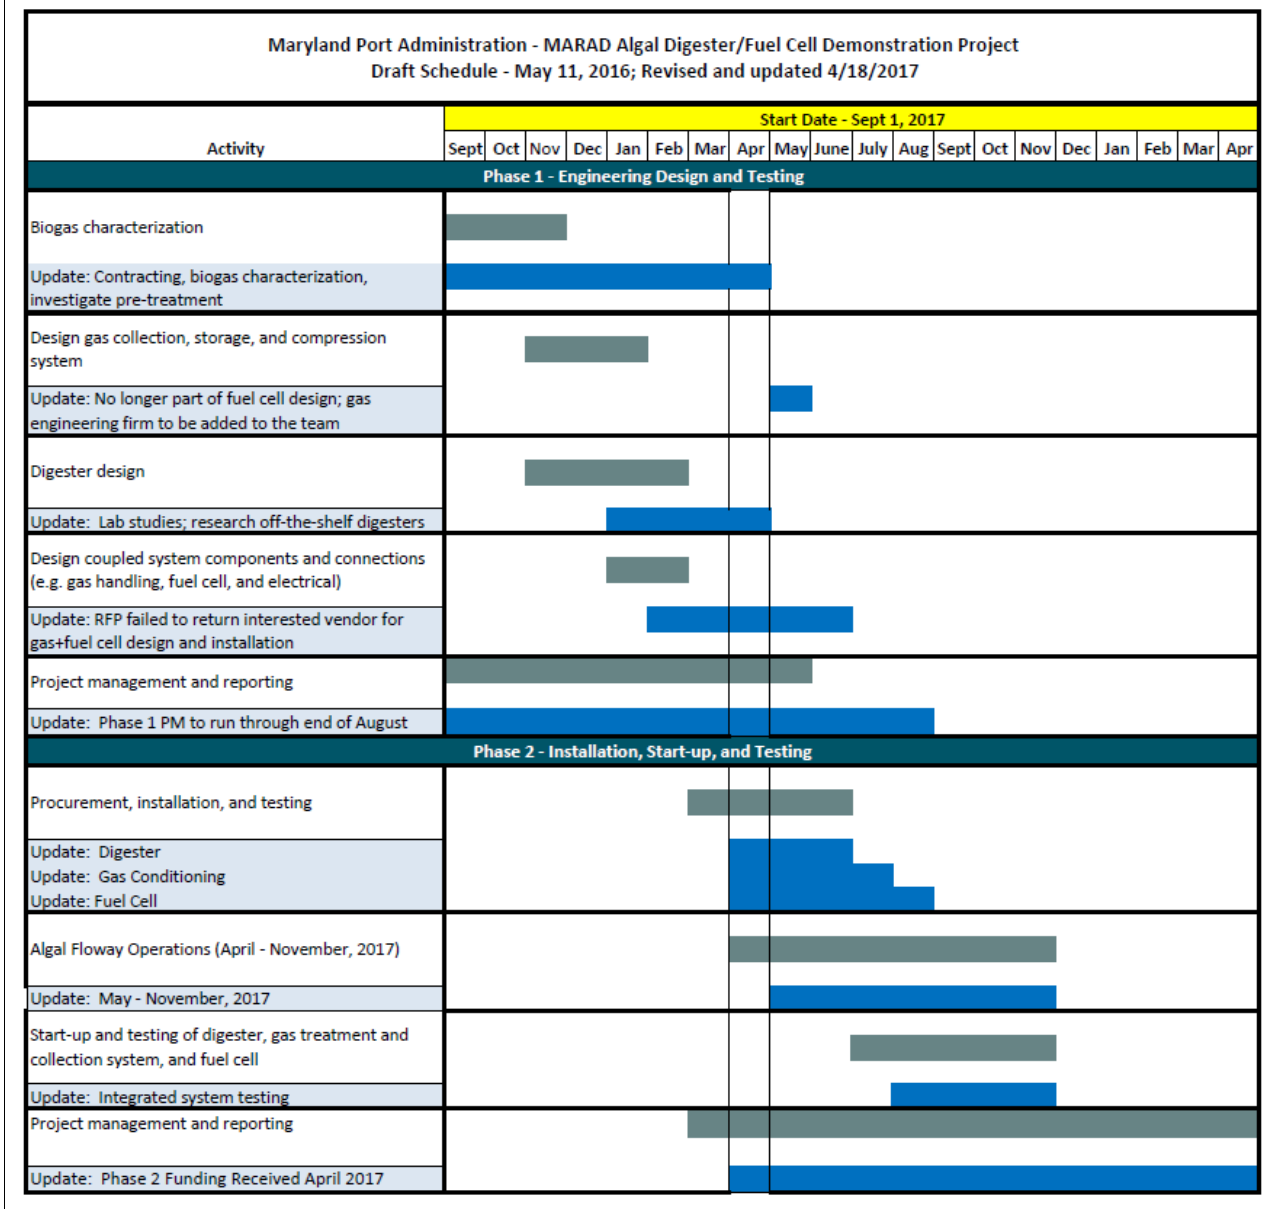 Maryland Port Administration - MARAD Algal Digester/Fuel Cell Demonstration Project
Draft Schedule - May 11, 2016; Revised and updated 4/18/2017
Start Date - Sept 1, 2017
Activity
Sept Oct Nov Dec Jan Feb Mar Apr May June July Aug Sept Oct Nov Dec Jan Feb Mar Apr
Phase 1 - Engineering Design and Testing
Biogas characterization
Update: Contracting, biogas characterization,
investigate pre-treatment
Design gas collection, storage, and compression
system
Update: No longer part of fuel cell design; gas
engineering firm to be added to the team
Digester design
Update:  Lab studies; research off-the-shelf digesters
Design coupled system components and connections
(e.g. gas handling, fuel cell, and electrical)
Update: RFP failed to return interested vendor for
gas+fuel cell design and installation
Project management and reporting
Update:  Phase 1 PM to run through end of August
Phase 2 - Installation, Start-up, and Testing
Procurement, installation, and testing
Update:  Digester
Update:  Gas Conditioning
Update: Fuel Cell
Algal Floway Operations (April - November, 2017)
Update:  May - November, 2017
Start-up and testing of digester, gas treatment and
collection system, and fuel cell
Update:  Integrated system testing
Project management and reporting
Update:  Phase 2 Funding Received April 2017